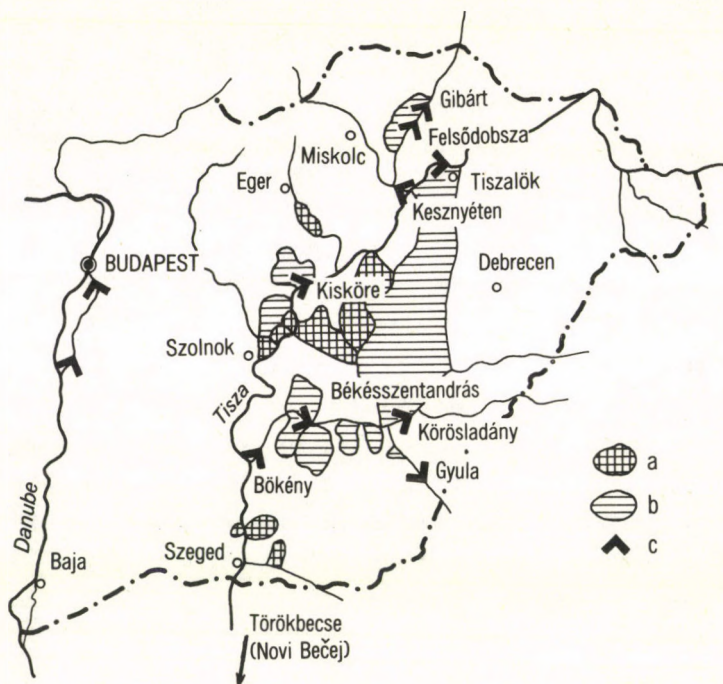 Gibárt
Felsődobsza
Miskolc
Eger
Tiszalök
Kesznyéten
BUDAPEST
Debrecen
Kisköre
Szolnok
Tisza
Békésszentandrás
Körösladány
a
Gyula
b
Bökény
c
Danube
Baja
Szeged
Törökbecse
(Novi Bečej)